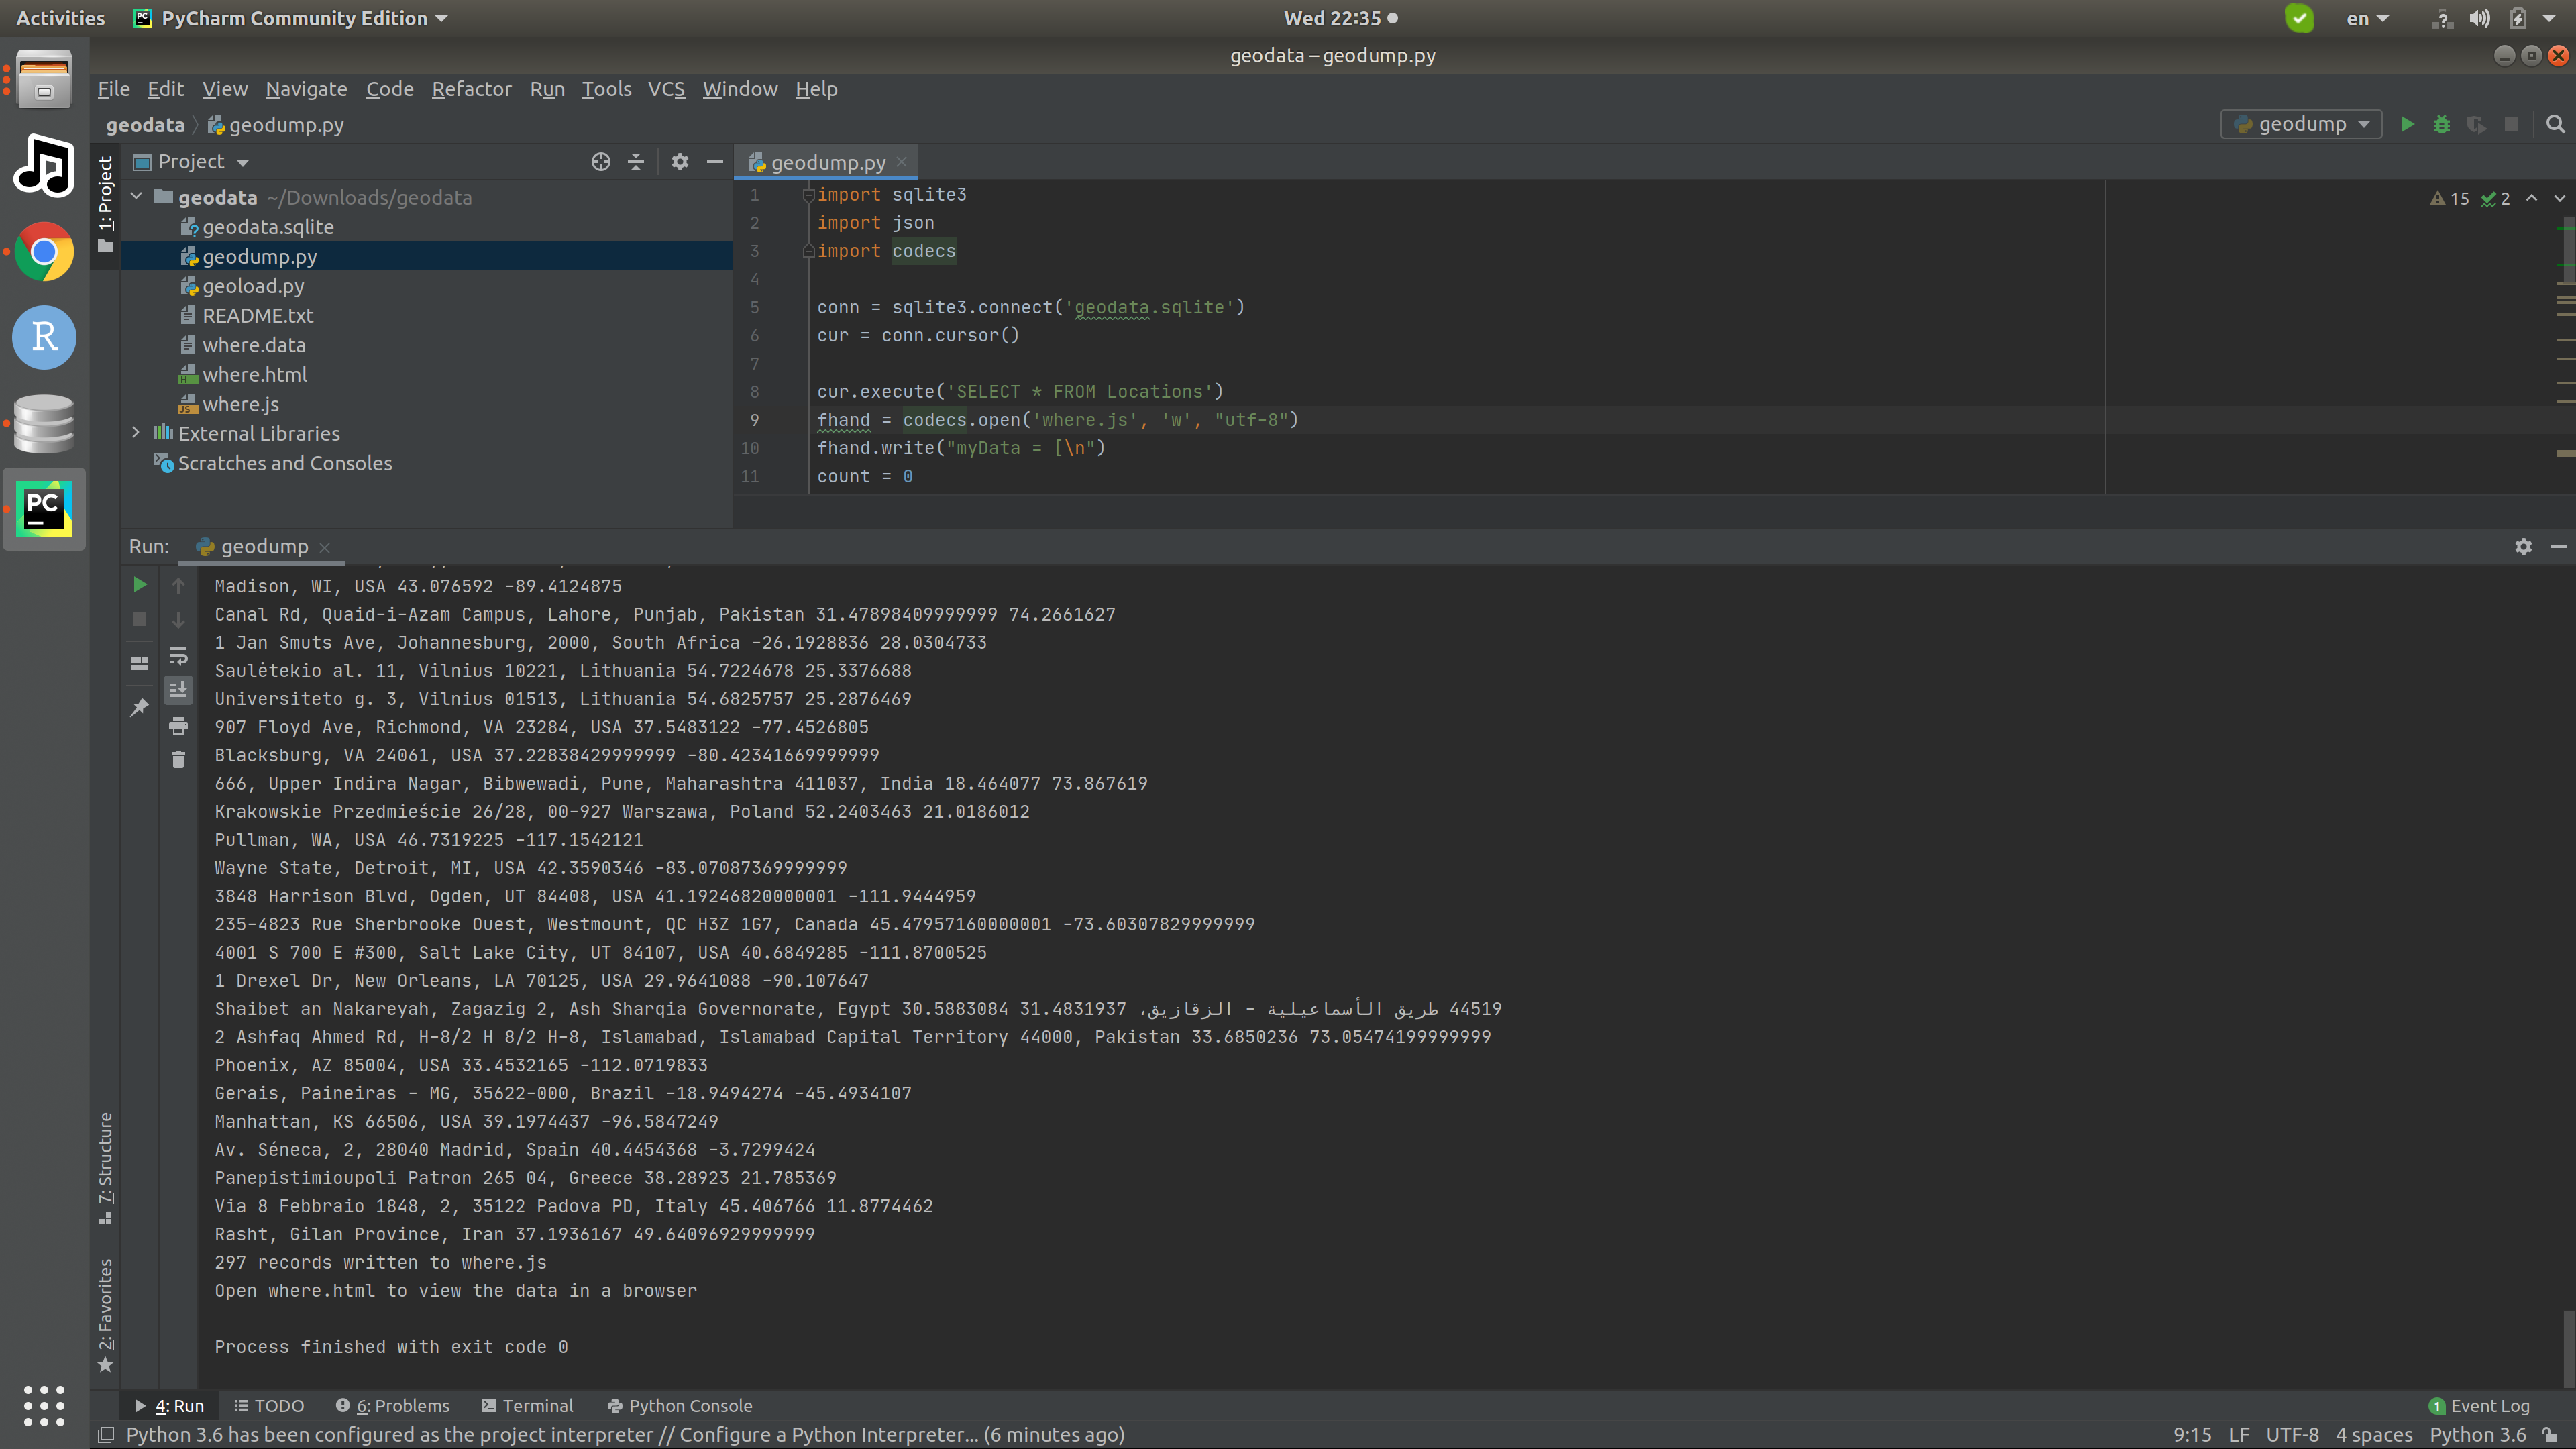 Activities PyCharm Community Edition Wed 22:35 en
geodata – geodump.py
File Edit View Navigate Code Refactor Run Tools VCS Window Help
geodata geodump.py geodump
1: Project
Project
geodata ~/Downloads/geodata
geodata.sqlite
geodump.py
geoload.py
README.txt
where.data
where.html
where.js
External Libraries
Scratches and Consoles
geodump.py
15 2
1 import sqlite3
2 import json
3 import codecs
4
5 conn = sqlite3.connect('geodata.sqlite')
6 cur = conn.cursor()
7
8 cur.execute('SELECT * FROM Locations')
9 fhand = codecs.open('where.js', 'w', "utf-8")
10 fhand.write("myData = [\n")
11 count = 0
Run: geodump
Madison, WI, USA 43.076592 -89.4124875
Canal Rd, Quaid-i-Azam Campus, Lahore, Punjab, Pakistan 31.47898409999999 74.2661627
1 Jan Smuts Ave, Johannesburg, 2000, South Africa -26.1928836 28.0304733
Saulėtekio al. 11, Vilnius 10221, Lithuania 54.7224678 25.3376688
Universiteto g. 3, Vilnius 01513, Lithuania 54.6825757 25.2876469
907 Floyd Ave, Richmond, VA 23284, USA 37.5483122 -77.4526805
Blacksburg, VA 24061, USA 37.22838429999999 -80.42341669999999
666, Upper Indira Nagar, Bibwewadi, Pune, Maharashtra 411037, India 18.464077 73.867619
Krakowskie Przedmieście 26/28, 00-927 Warszawa, Poland 52.2403463 21.0186012
Pullman, WA, USA 46.7319225 -117.1542121
Wayne State, Detroit, MI, USA 42.3590346 -83.07087369999999
3848 Harrison Blvd, Ogden, UT 84408, USA 41.19246820000001 -111.9444959
235-4823 Rue Sherbrooke Ouest, Westmount, QC H3Z 1G7, Canada 45.47957160000001 -73.60307829999999
4001 S 700 E #300, Salt Lake City, UT 84107, USA 40.6849285 -111.8700525
1 Drexel Dr, New Orleans, LA 70125, USA 29.9641088 -90.107647
Shaibet an Nakareyah, Zagazig 2, Ash Sharqia Governorate, Egypt 30.5883084 31.4831937 ‏44519 طريق الأسماعيلية - الزقازيق،
2 Ashfaq Ahmed Rd, H-8/2 H 8/2 H-8, Islamabad, Islamabad Capital Territory 44000, Pakistan 33.6850236 73.05474199999999
Phoenix, AZ 85004, USA 33.4532165 -112.0719833
Gerais, Paineiras - MG, 35622-000, Brazil -18.9494274 -45.4934107
Manhattan, KS 66506, USA 39.1974437 -96.5847249
Av. Séneca, 2, 28040 Madrid, Spain 40.4454368 -3.7299424
Panepistimioupoli Patron 265 04, Greece 38.28923 21.785369
Via 8 Febbraio 1848, 2, 35122 Padova PD, Italy 45.406766 11.8774462
Rasht, Gilan Province, Iran 37.1936167 49.64096929999999
297 records written to where.js
Open where.html to view the data in a browser
Process finished with exit code 0
7: Structure
2: Favorites
4: Run TODO 6: Problems Terminal Python Console 1 Event Log
Python 3.6 has been configured as the project interpreter // Configure a Python Interpreter... (6 minutes ago) 9:15 LF UTF-8 4 spaces Python 3.6